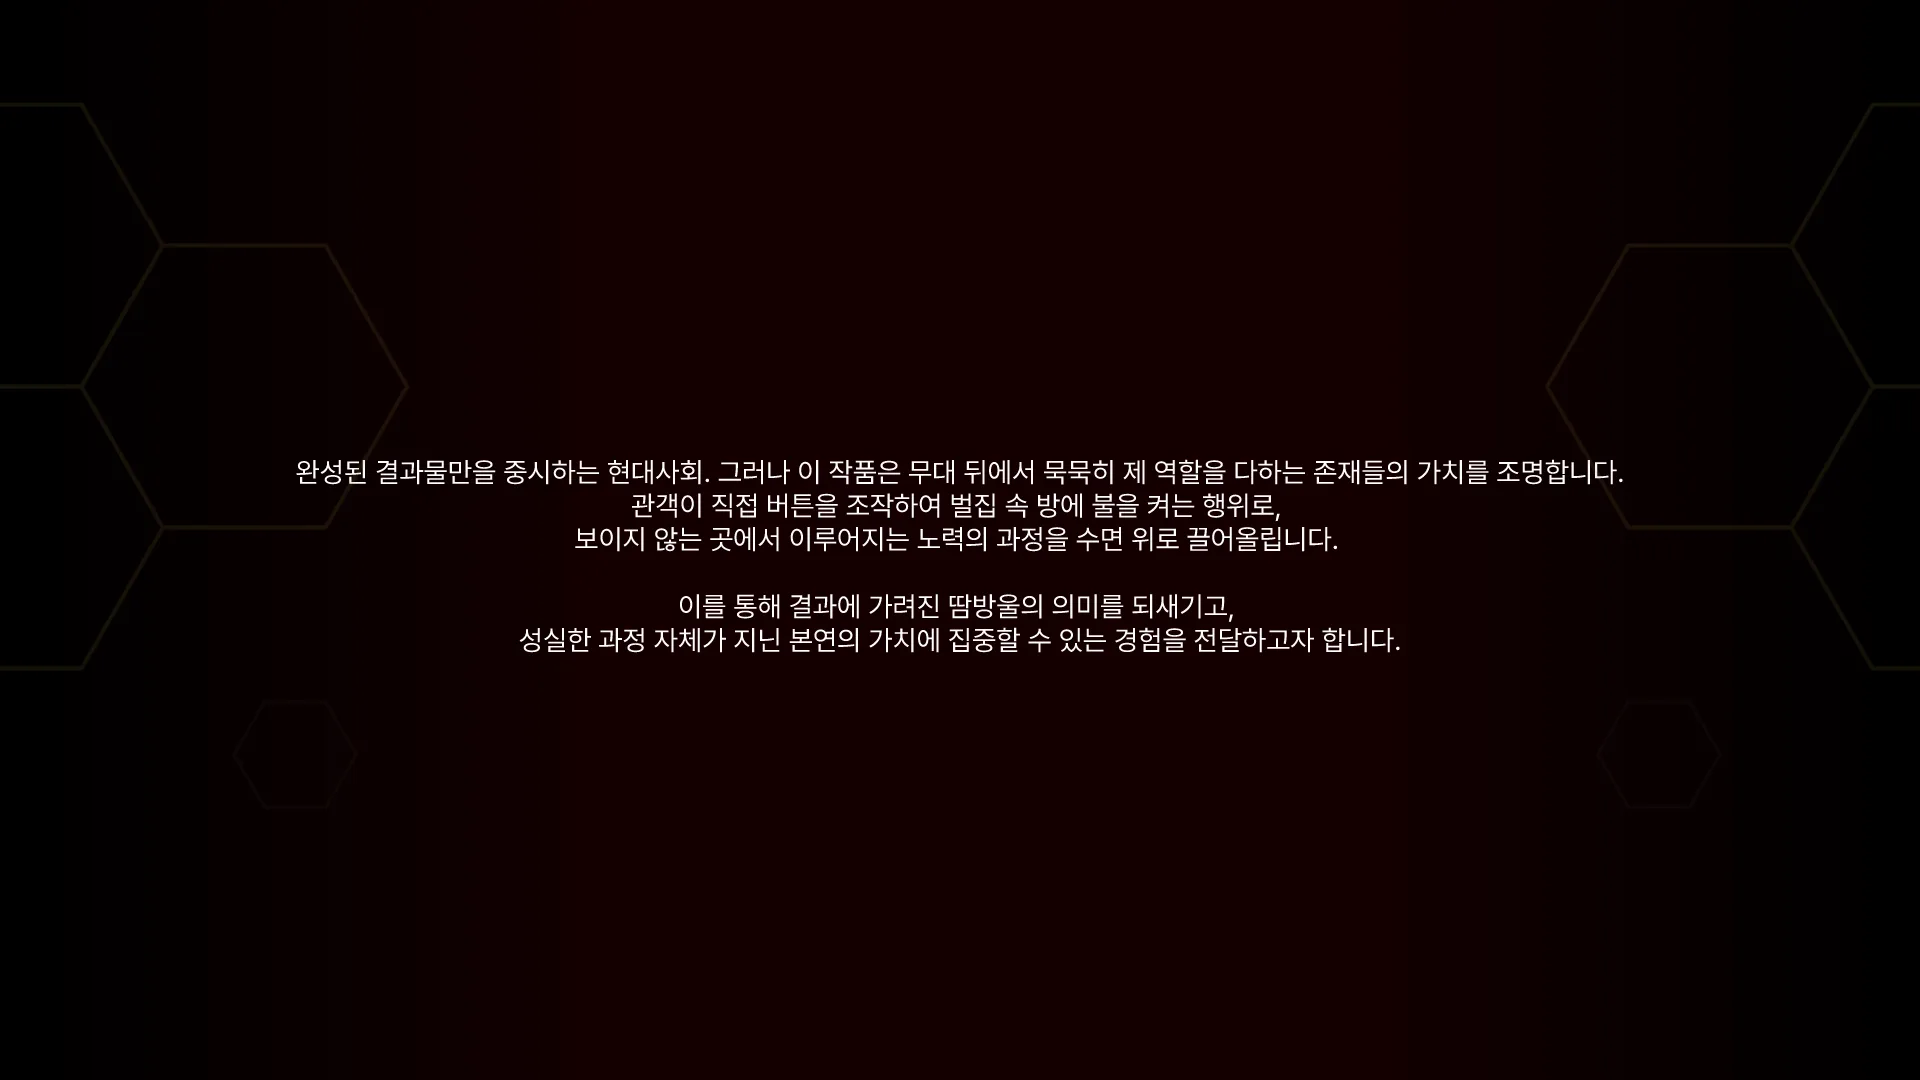 완성된 결과물만을 중시하는 현대사회. 그러나 이 작품은 무대 뒤에서 묵묵히 제 역할을 다하는 존재들의 가치를 조명합니다.
관객이 직접 버튼을 조작하여 벌집 속 방에 불을 켜는 행위로,
보이지 않는 곳에서 이루어지는 노력의 과정을 수면 위로 끌어올립니다.
이를 통해 결과에 가려진 땀방울의 의미를 되새기고,
성실한 과정 자체가 지닌 본연의 가치에 집중할 수 있는 경험을 전달하고자 합니다.